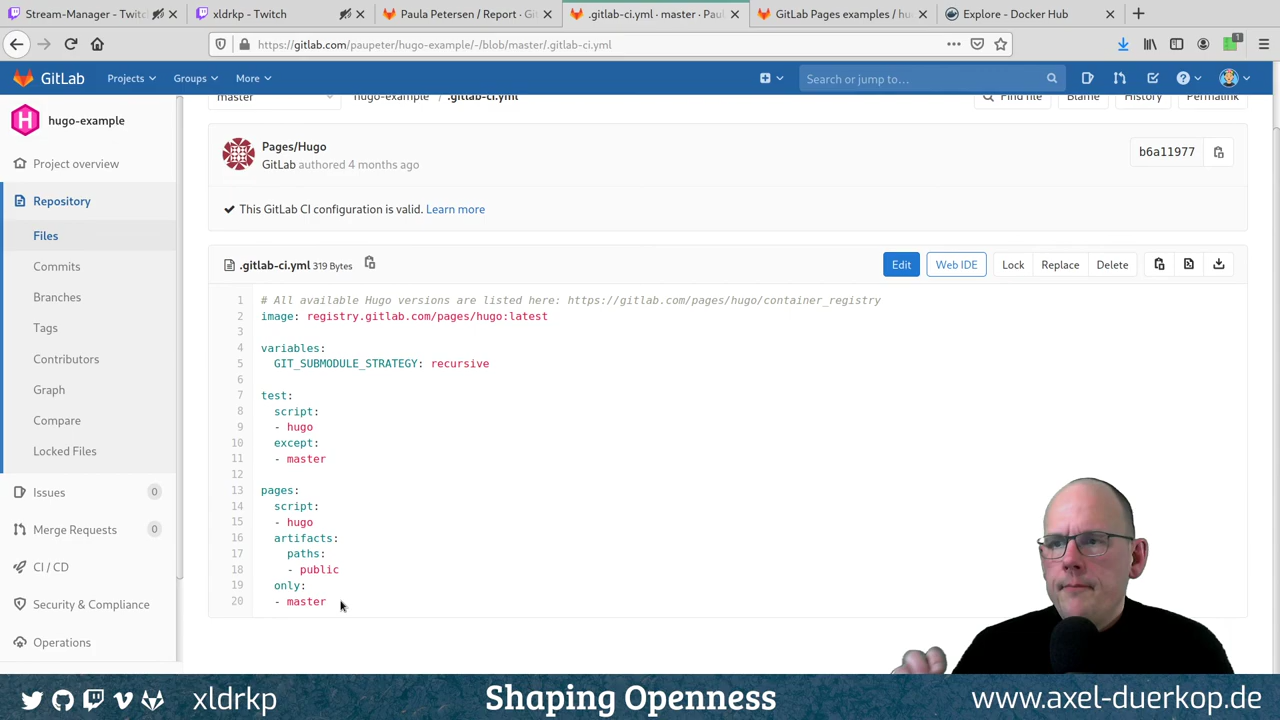 Stream-Manager - Twitch
xldrkp - Twitch
Paula Petersen / Report · GitLab
.gitlab-ci.yml · master · Pau
GitLab Pages examples / hu
Explore - Docker Hub
https://gitlab.com/paupeter/hugo-example/-/blob/master/.gitlab-ci.yml
1
GitLab
Projects
Groups
More
Search or jump to…
hugo-example
master
hugo-example / .gitlab-ci.yml
Find file
Blame
History
Permalink
Project overview
Repository
Files
Commits
Branches
Tags
Contributors
Graph
Compare
Locked Files
Issues 0
Merge Requests 0
CI / CD
Security & Compliance
Operations
Pages/Hugo
GitLab authored 4 months ago
b6a11977
This GitLab CI configuration is valid. Learn more
.gitlab-ci.yml 319 Bytes
Edit
Web IDE
Lock
Replace
Delete
1 # All available Hugo versions are listed here: https://gitlab.com/pages/hugo/container_registry
2 image: registry.gitlab.com/pages/hugo:latest
3
4 variables:
5 GIT_SUBMODULE_STRATEGY: recursive
6
7 test:
8 script:
9 - hugo
10 except:
11 - master
12
13 pages:
14 script:
15 - hugo
16 artifacts:
17 paths:
18 - public
19 only:
20 - master
xldrkp
Shaping Openness
www.axel-duerkop.de